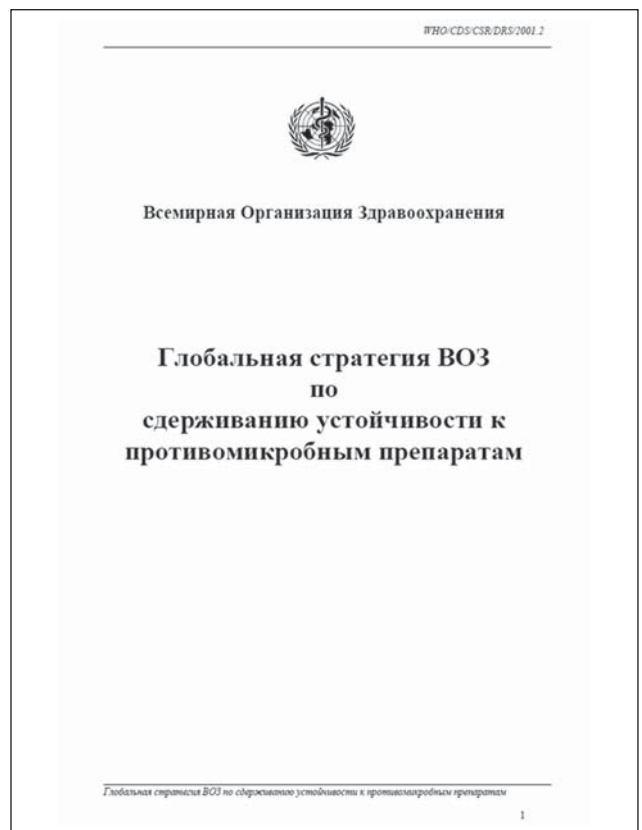 WHO/CDS/CSR/DRS/2001.2
Всемирная Организация Здравоохранения
Глобальная стратегия ВОЗ
по
сдерживанию устойчивости к
противомикробным препаратам
Глобальная стратегия ВОЗ по сдерживанию устойчивости к противомикробным препаратам
1